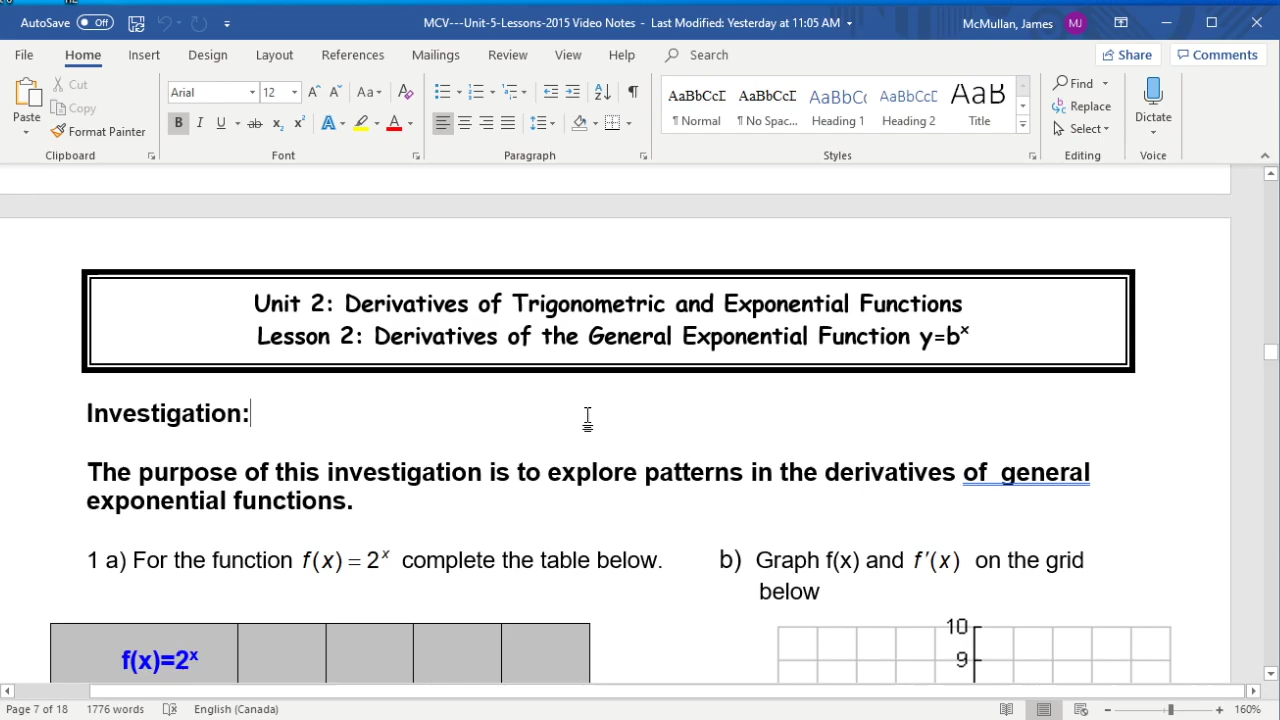 AutoSave Off MCV---Unit-5-Lessons-2015 Video Notes - Last Modified: Yesterday at 11:05 AM McMullan, James MJ
File Home Insert Design Layout References Mailings Review View Help Search Share Comments
Paste Cut Copy Format Painter
Arial 12 Aa
B I U ab x₂ x² A A
AaBbCcI AaBbCcI AaBbCc AaBbCcD AaB
¶ Normal ¶ No Spac... Heading 1 Heading 2 Title
Find Replace Select Dictate
Clipboard Font Paragraph Styles Editing Voice
Unit 2: Derivatives of Trigonometric and Exponential Functions
Lesson 2: Derivatives of the General Exponential Function y=bˣ
Investigation:
The purpose of this investigation is to explore patterns in the derivatives of general
exponential functions.
1 a) For the function f(x) = 2ˣ complete the table below.
b) Graph f(x) and f′(x) on the grid
below
f(x)=2ˣ
10
9
Page 7 of 18 1776 words English (Canada) 160%